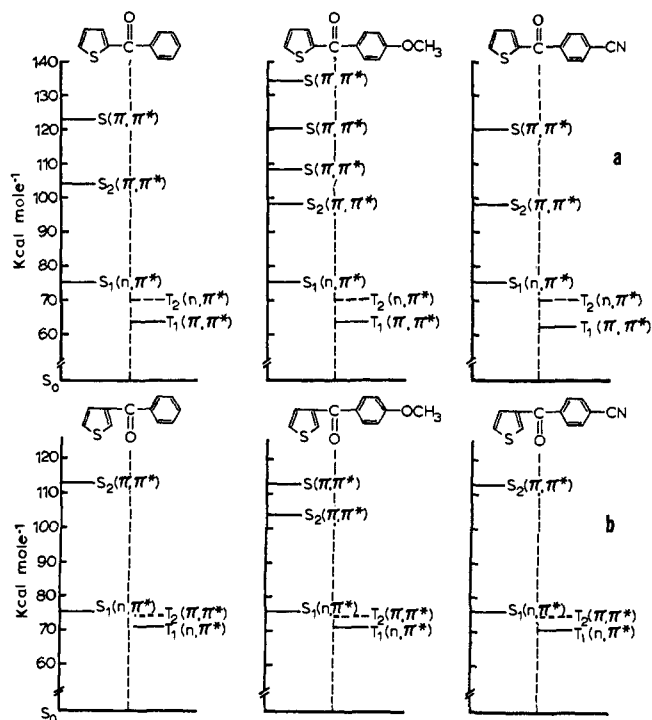 O
S
C
O
S
C
OCH₃
O
S
C
CN
Kcal mole⁻¹
140
130
120
110
100
90
80
70
60
S₀
S(π,π*)
S₂(π,π*)
S₁(n,π*)
T₂(n,π*)
T₁(π,π*)
S(π,π*)
S(π,π*)
S(π,π*)
S₂(π,π*)
S₁(n,π*)
T₂(n,π*)
T₁(π,π*)
S(π,π*)
S₂(π,π*)
S₁(n,π*)
T₂(n,π*)
T₁(π,π*)
a
S
C
O
S
C
O
OCH₃
S
C
O
CN
Kcal mole⁻¹
120
110
100
90
80
70
60
S₀
S₂(π,π*)
S₁(n,π*)
T₂(π,π*)
T₁(n,π*)
S(π,π*)
S₂(π,π*)
S₁(n,π*)
T₂(π,π*)
T₁(n,π*)
S₂(π,π*)
S₁(n,π*)
T₂(π,π*)
T₁(n,π*)
b